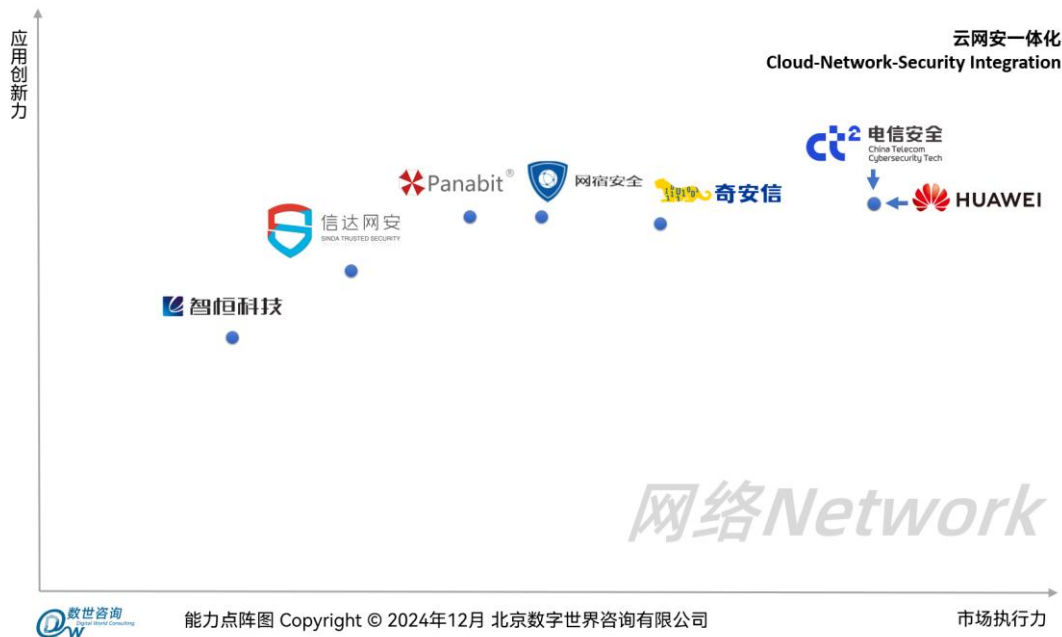 应用创新力
云网安一体化
Cloud-Network-Security Integration
ct² 电信安全
China Telecom
Cybersecurity Tech
HUAWEI
Panabit®
网宿安全
奇安信
信达网安
SINDA TRUSTED SECURITY
智恒科技
网络Network
数世咨询
Digital World Consulting
DW
能力点阵图 Copyright © 2024年12月 北京数字世界咨询有限公司
市场执行力